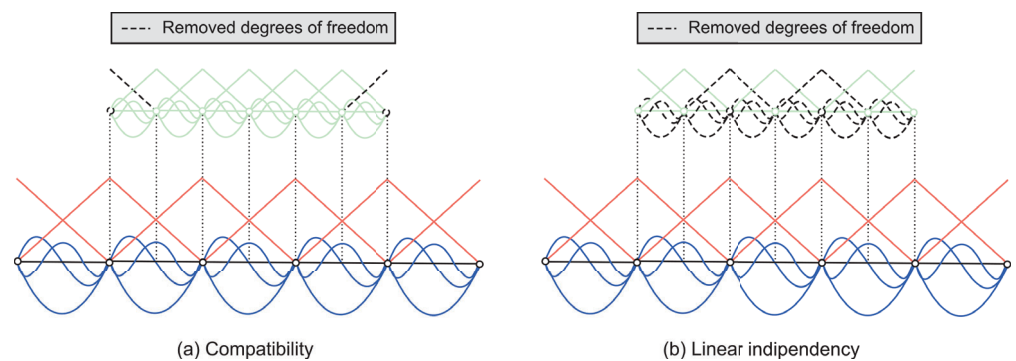 Removed degrees of freedom
Removed degrees of freedom
(a) Compatibility
(b) Linear indipendency